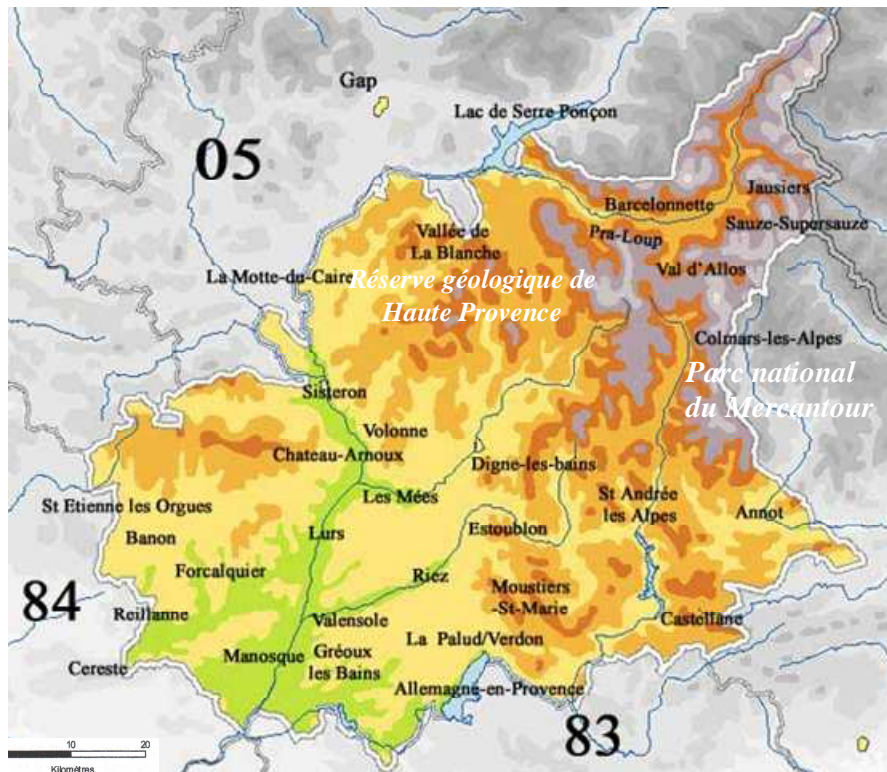 Gap
Lac de Serre Ponçon
05
Jausiers
Barcelonnette
Sauze-Supersauze
Vallée de
La Blanche
Pra-Loup
Val d'Allos
La Motte-du-Caire
Réserve géologique de
Haute Provence
Colmars-les-Alpes
Parc national
du Mercantour
Sisteron
Volonne
Chateau-Arnoux
Digne-les-bains
Les Mées
St Andrée
les Alpes
St Etienne les Orgues
Annot
Banon
Lurs
Estoublon
Forcalquier
Riez
Moustiers
-St-Marie
84
Reillanne
Valensole
Castellane
La Palud/Verdon
Manosque
Gréoux
les Bains
Cereste
Allemagne-en-Provence
83
10
20
Kilomètres